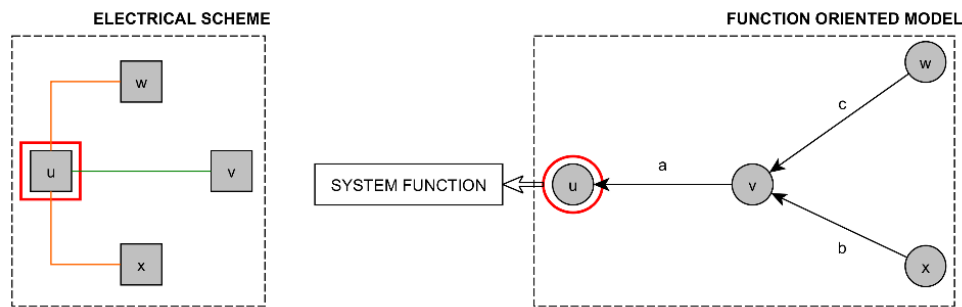 ELECTRICAL SCHEME
FUNCTION ORIENTED MODEL
w
w
c
u
v
SYSTEM FUNCTION
u
a
v
b
x
x